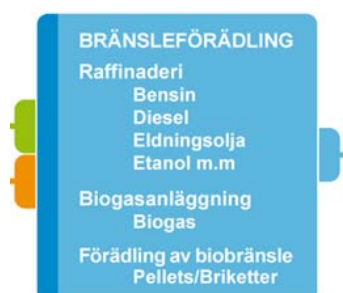 BRÄNSLEFÖRÄDLING
Raffinaderi
Bensin
Diesel
Eldningsolja
Etanol m.m
Biogasanläggning
Biogas
Förädling av biobränsle
Pellets/Briketter